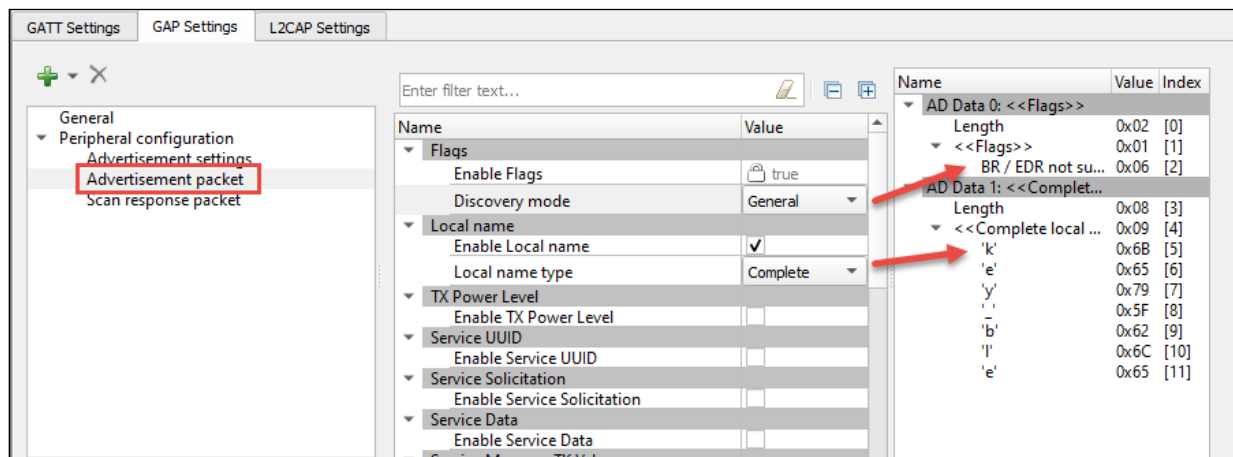 GATT Settings GAP Settings L2CAP Settings
General
Peripheral configuration
Advertisement settings
Advertisement packet
Scan response packet
Enter filter text...
Name Value
Flags
Enable Flags true
Discovery mode General
Local name
Enable Local name
Local name type Complete
TX Power Level
Enable TX Power Level
Service UUID
Enable Service UUID
Service Solicitation
Enable Service Solicitation
Service Data
Enable Service Data
Name Value Index
AD Data 0: <<Flags>>
Length 0x02 [0]
<<Flags>> 0x01 [1]
BR / EDR not su... 0x06 [2]
AD Data 1: <<Complet...
Length 0x08 [3]
<<Complete local ... 0x09 [4]
'k' 0x6B [5]
'e' 0x65 [6]
'y' 0x79 [7]
'_' 0x5F [8]
'b' 0x62 [9]
'l' 0x6C [10]
'e' 0x65 [11]